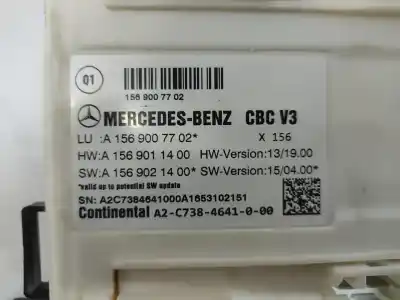 Q1
156 900 77 02
MERCEDES-BENZ CBC V3
LU :A 156 900 77 02* X 156
HW:A 156 901 14 00 HW-Version:13/19.00
SW:A 156 902 14 00* SW-Version:15/04.00*
*valid up to potential SW update
SN: A2C7384641000A1653102151
Continental A2-C738-4641-0-00